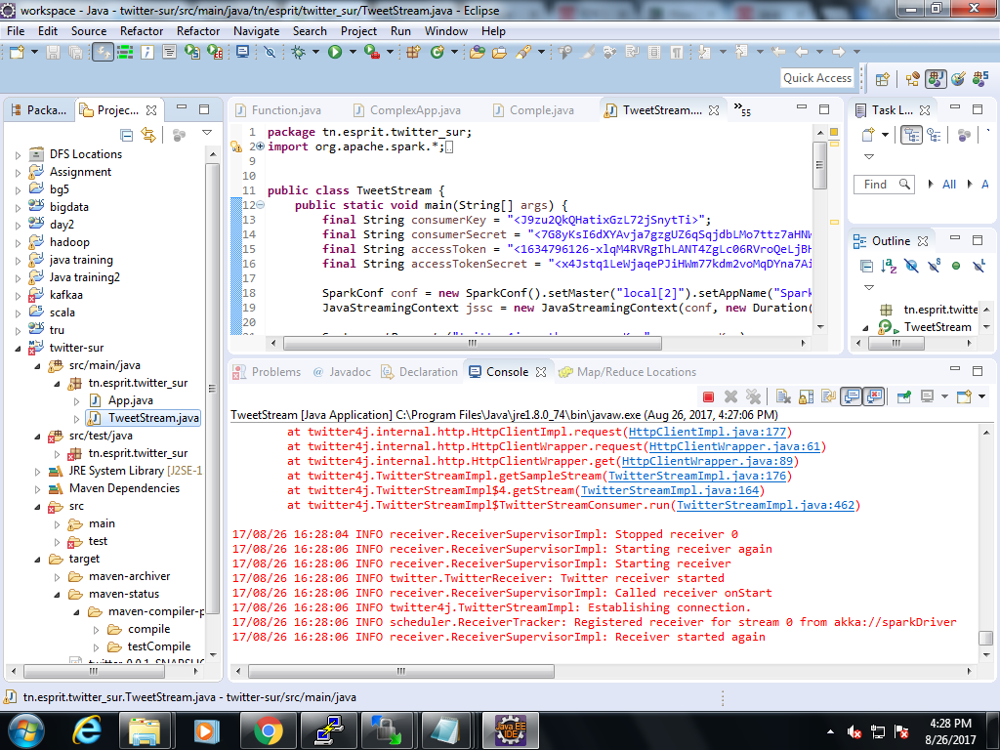 workspace - Java - twitter-sur/src/main/java/tn/esprit/twitter_sur/TweetStream.java - Eclipse
File Edit Source Refactor Refactor Navigate Search Project Run Window Help
Quick Access
Packa...
Projec...
DFS Locations
Assignment
bg5
bigdata
day2
hadoop
java training
Java training2
kafkaa
scala
tru
twitter-sur
src/main/java
tn.esprit.twitter_sur
App.java
TweetStream.java
src/test/java
tn.esprit.twitter_sur
JRE System Library [J2SE-1
Maven Dependencies
src
main
test
target
maven-archiver
maven-status
maven-compiler-p
compile
testCompile
Function.java
ComplexApp.java
Comple.java
TweetStream....
55
1 package tn.esprit.twitter_sur;
2 import org.apache.spark.*;
9
10
11 public class TweetStream {
12 public static void main(String[] args) {
13 final String consumerKey = "<J9zu2QkQHatixGzL72jSnytTi>";
14 final String consumerSecret = "<7G8yKsI6dXYAvja7gzgUZ6qSqjdbLMo7ttz7aHNW
15 final String accessToken = "<1634796126-xlqM4RVRgIhLANT4ZgLc06RVroQeLjBH
16 final String accessTokenSecret = "<x4Jstq1LeWjaqePJiHWm77kdm2voMqDYna7Ai
17
18 SparkConf conf = new SparkConf().setMaster("local[2]").setAppName("Spark
19 JavaStreamingContext jssc = new JavaStreamingContext(conf, new Duration(
20
Task L...
Find
All
A
Outline
tn.esprit.twitte
TweetStream
Problems
@ Javadoc
Declaration
Console
Map/Reduce Locations
TweetStream [Java Application] C:\Program Files\Java\jre1.8.0_74\bin\javaw.exe (Aug 26, 2017, 4:27:06 PM)
at twitter4j.internal.http.HttpClientImpl.request(HttpClientImpl.java:177)
at twitter4j.internal.http.HttpClientWrapper.request(HttpClientWrapper.java:61)
at twitter4j.internal.http.HttpClientWrapper.get(HttpClientWrapper.java:89)
at twitter4j.TwitterStreamImpl.getSampleStream(TwitterStreamImpl.java:176)
at twitter4j.TwitterStreamImpl$4.getStream(TwitterStreamImpl.java:164)
at twitter4j.TwitterStreamImpl$TwitterStreamConsumer.run(TwitterStreamImpl.java:462)
17/08/26 16:28:04 INFO receiver.ReceiverSupervisorImpl: Stopped receiver 0
17/08/26 16:28:06 INFO receiver.ReceiverSupervisorImpl: Starting receiver again
17/08/26 16:28:06 INFO receiver.ReceiverSupervisorImpl: Starting receiver
17/08/26 16:28:06 INFO twitter.TwitterReceiver: Twitter receiver started
17/08/26 16:28:06 INFO receiver.ReceiverSupervisorImpl: Called receiver onStart
17/08/26 16:28:06 INFO twitter4j.TwitterStreamImpl: Establishing connection.
17/08/26 16:28:06 INFO scheduler.ReceiverTracker: Registered receiver for stream 0 from akka://sparkDriver
17/08/26 16:28:06 INFO receiver.ReceiverSupervisorImpl: Receiver started again
tn.esprit.twitter_sur.TweetStream.java - twitter-sur/src/main/java
Java EE
IDE
4:28 PM
8/26/2017